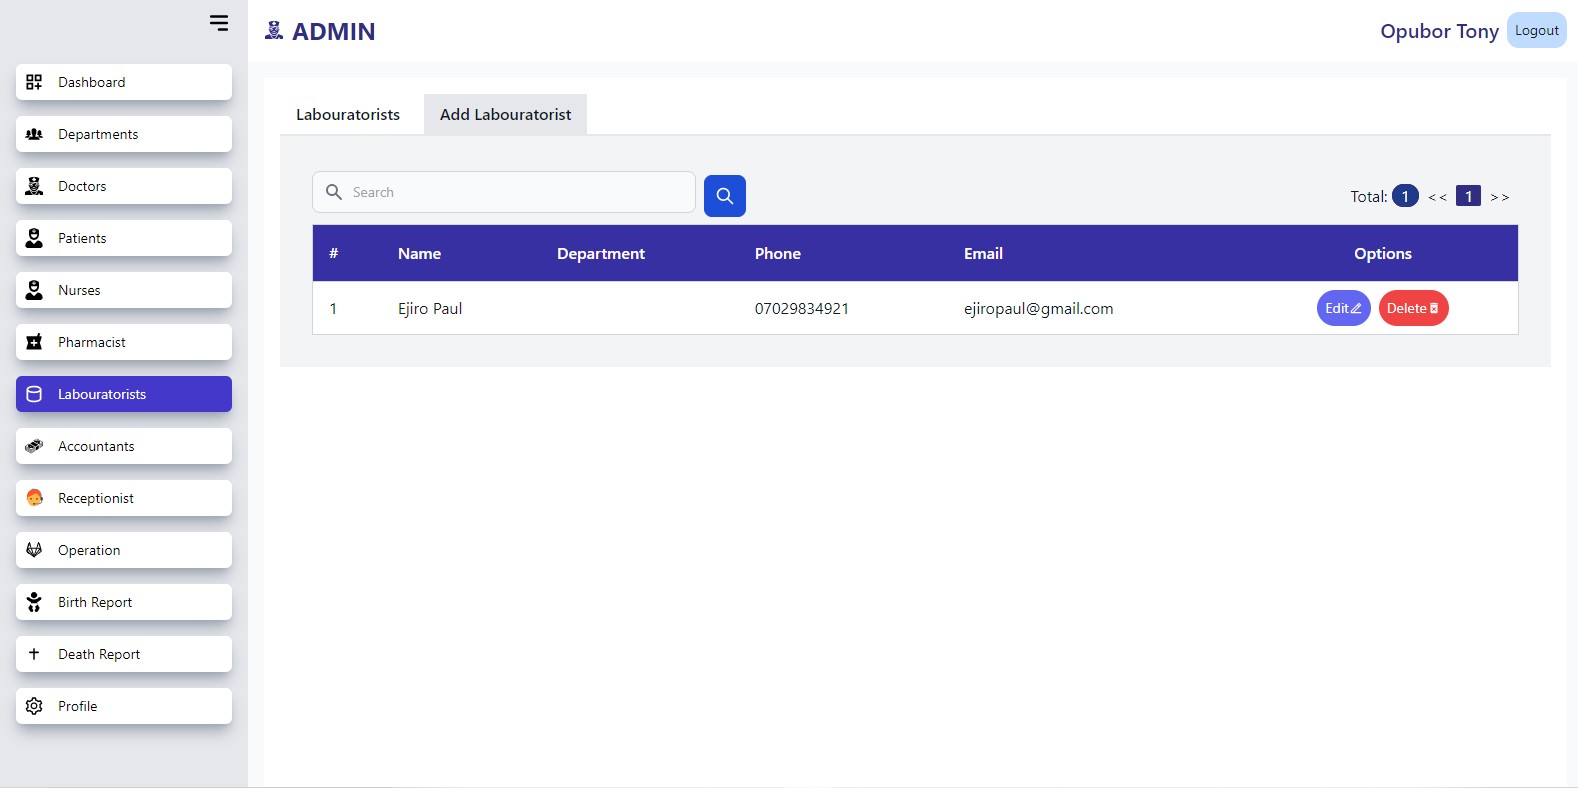 ADMIN
Opubor Tony
Logout
Dashboard
Departments
Doctors
Patients
Nurses
Pharmacist
Labouratorists
Accountants
Receptionist
Operation
Birth Report
Death Report
Profile
Labouratorists
Add Labouratorist
Search
Total: 1 << 1 >>
# Name Department Phone Email Options
1 Ejiro Paul 07029834921 ejiropaul@gmail.com Edit Delete